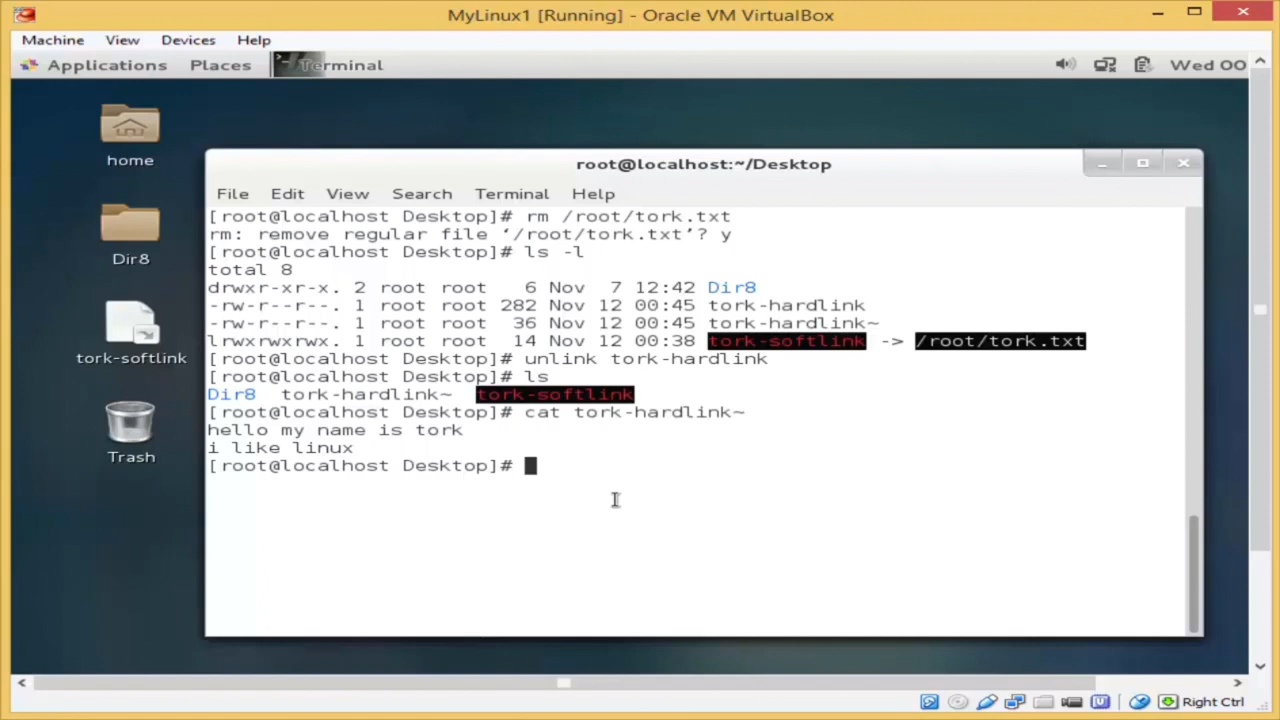 MyLinux1 [Running] - Oracle VM VirtualBox
Machine View Devices Help
Applications Places Terminal Wed 00
home
Dir8
tork-softlink
Trash
root@localhost:~/Desktop
File Edit View Search Terminal Help
[root@localhost Desktop]# rm /root/tork.txt
rm: remove regular file ‘/root/tork.txt’? y
[root@localhost Desktop]# ls -l
total 8
drwxr-xr-x. 2 root root   6 Nov  7 12:42 Dir8
-rw-r--r--. 1 root root 282 Nov 12 00:45 tork-hardlink
-rw-r--r--. 1 root root  36 Nov 12 00:45 tork-hardlink~
lrwxrwxrwx. 1 root root  14 Nov 12 00:38 tork-softlink -> /root/tork.txt
[root@localhost Desktop]# unlink tork-hardlink
[root@localhost Desktop]# ls
Dir8  tork-hardlink~  tork-softlink
[root@localhost Desktop]# cat tork-hardlink~
hello my name is tork
i like linux
[root@localhost Desktop]#
Right Ctrl